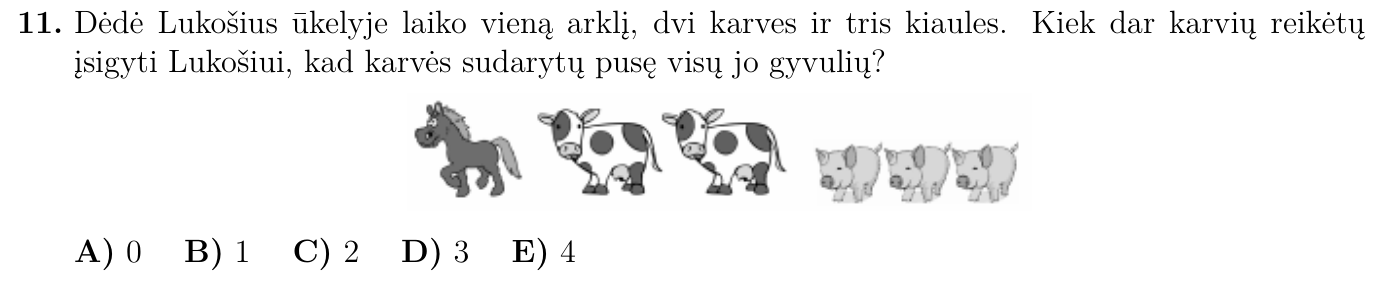 11. Dėdė Lukošius ūkelyje laiko vieną arklį, dvi karves ir tris kiaules. Kiek dar karvių reikėtų
įsigyti Lukošiui, kad karvės sudarytų pusę visų jo gyvulių?
A) 0 B) 1 C) 2 D) 3 E) 4